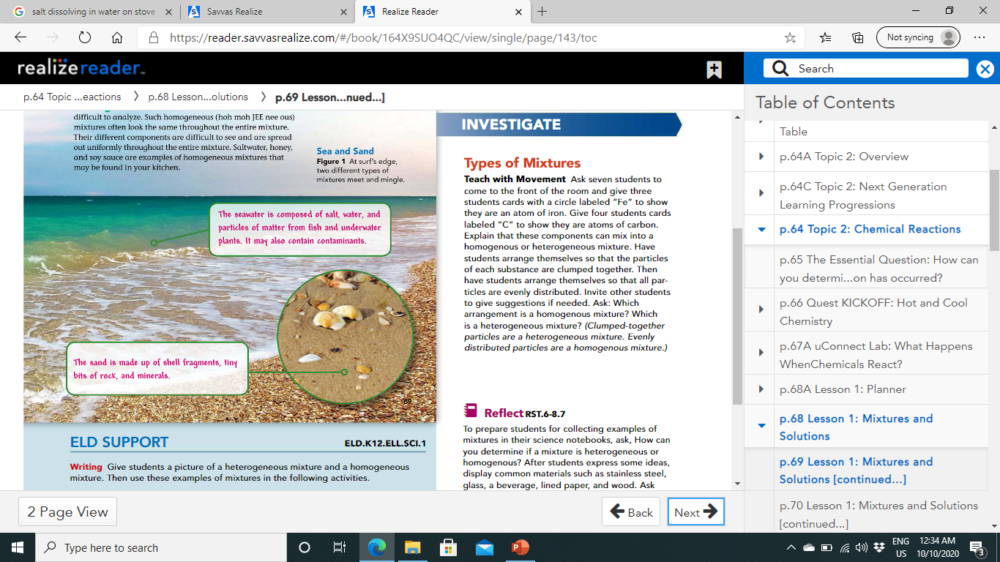 salt dissolving in water on stove
Savvas Realize
Realize Reader
https://reader.savvasrealize.com/#/book/164X9SUO4QC/view/single/page/143/toc
Not syncing
realizereader
p.64 Topic ...eactions
p.68 Lesson...olutions
p.69 Lesson...nued...]
difficult to analyze. Such homogeneous (hoh moh JEE nee ous)
mixtures often look the same throughout the entire mixture.
Their different components are difficult to see and are spread
out uniformly throughout the entire mixture. Saltwater, honey,
and soy sauce are examples of homogeneous mixtures that
may be found in your kitchen.
Sea and Sand
Figure 1 At surf's edge,
two different types of
mixtures meet and mingle.
The seawater is composed of salt, water, and
particles of matter from fish and underwater
plants. It may also contain contaminants.
The sand is made up of shell fragments, tiny
bits of rock, and minerals.
69
ELD SUPPORT
ELD.K12.ELL.SCI.1
Writing Give students a picture of a heterogeneous mixture and a homogeneous
mixture. Then use these examples of mixtures in the following activities.
INVESTIGATE
Types of Mixtures
Teach with Movement Ask seven students to
come to the front of the room and give three
students cards with a circle labeled "Fe" to show
they are an atom of iron. Give four students cards
labeled "C" to show they are atoms of carbon.
Explain that these components can mix into a
homogenous or heterogeneous mixture. Have
students arrange themselves so that the particles
of each substance are clumped together. Then
have students arrange themselves so that all par-
ticles are evenly distributed. Invite other students
to give suggestions if needed. Ask: Which
arrangement is a homogenous mixture? Which
is a heterogeneous mixture? (Clumped-together
particles are a heterogeneous mixture. Evenly
distributed particles are a homogenous mixture.)
Reflect RST.6-8.7
To prepare students for collecting examples of
mixtures in their science notebooks, ask, How can
you determine if a mixture is heterogeneous or
homogenous? After students express some ideas,
display common materials such as stainless steel,
glass, a beverage, lined paper, and wood. Ask
Search
Table of Contents
Table
p.64A Topic 2: Overview
p.64C Topic 2: Next Generation
Learning Progressions
p.64 Topic 2: Chemical Reactions
p.65 The Essential Question: How can
you determi...on has occurred?
p.66 Quest KICKOFF: Hot and Cool
Chemistry
p.67A uConnect Lab: What Happens
WhenChemicals React?
p.68A Lesson 1: Planner
p.68 Lesson 1: Mixtures and
Solutions
p.69 Lesson 1: Mixtures and
Solutions [continued...]
p.70 Lesson 1: Mixtures and Solutions
[continued...]
2 Page View
Back
Next
Type here to search
ENG
US
12:34 AM
10/10/2020
3